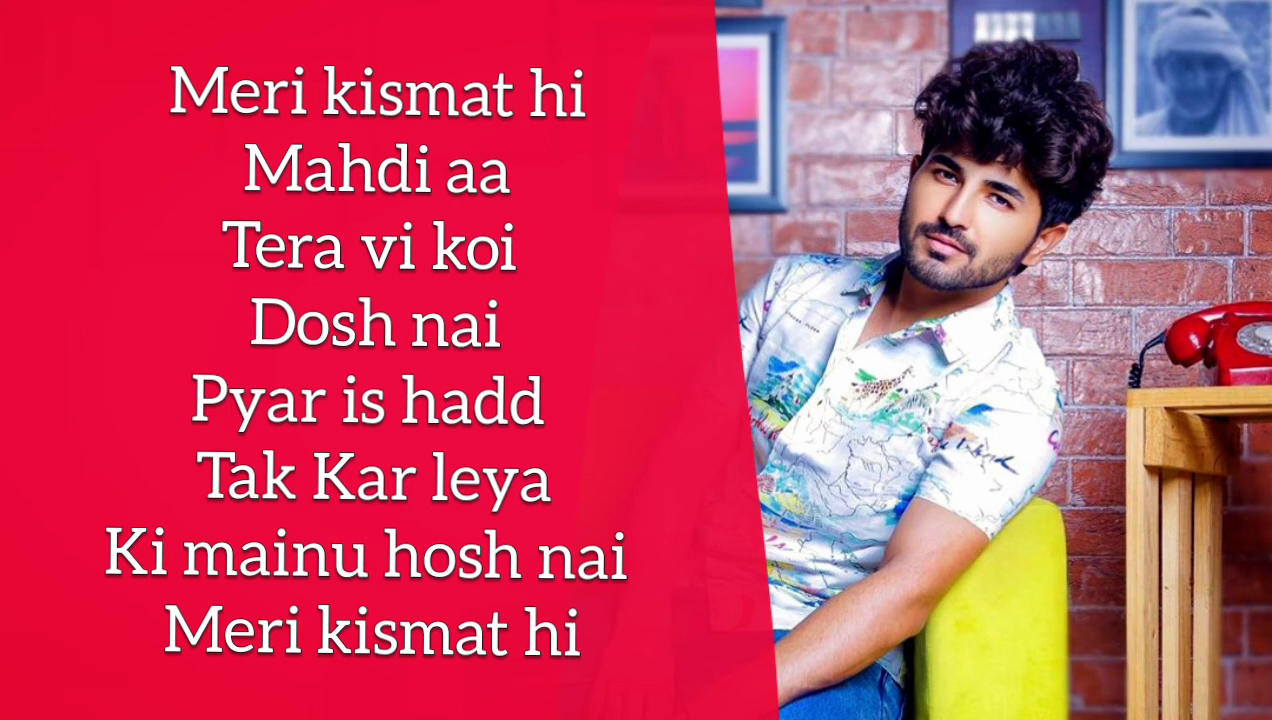 Meri kismat hi
Mahdi aa
Tera vi koi
Dosh nai
Pyar is hadd
Tak Kar leya
Ki mainu hosh nai
Meri kismat hi